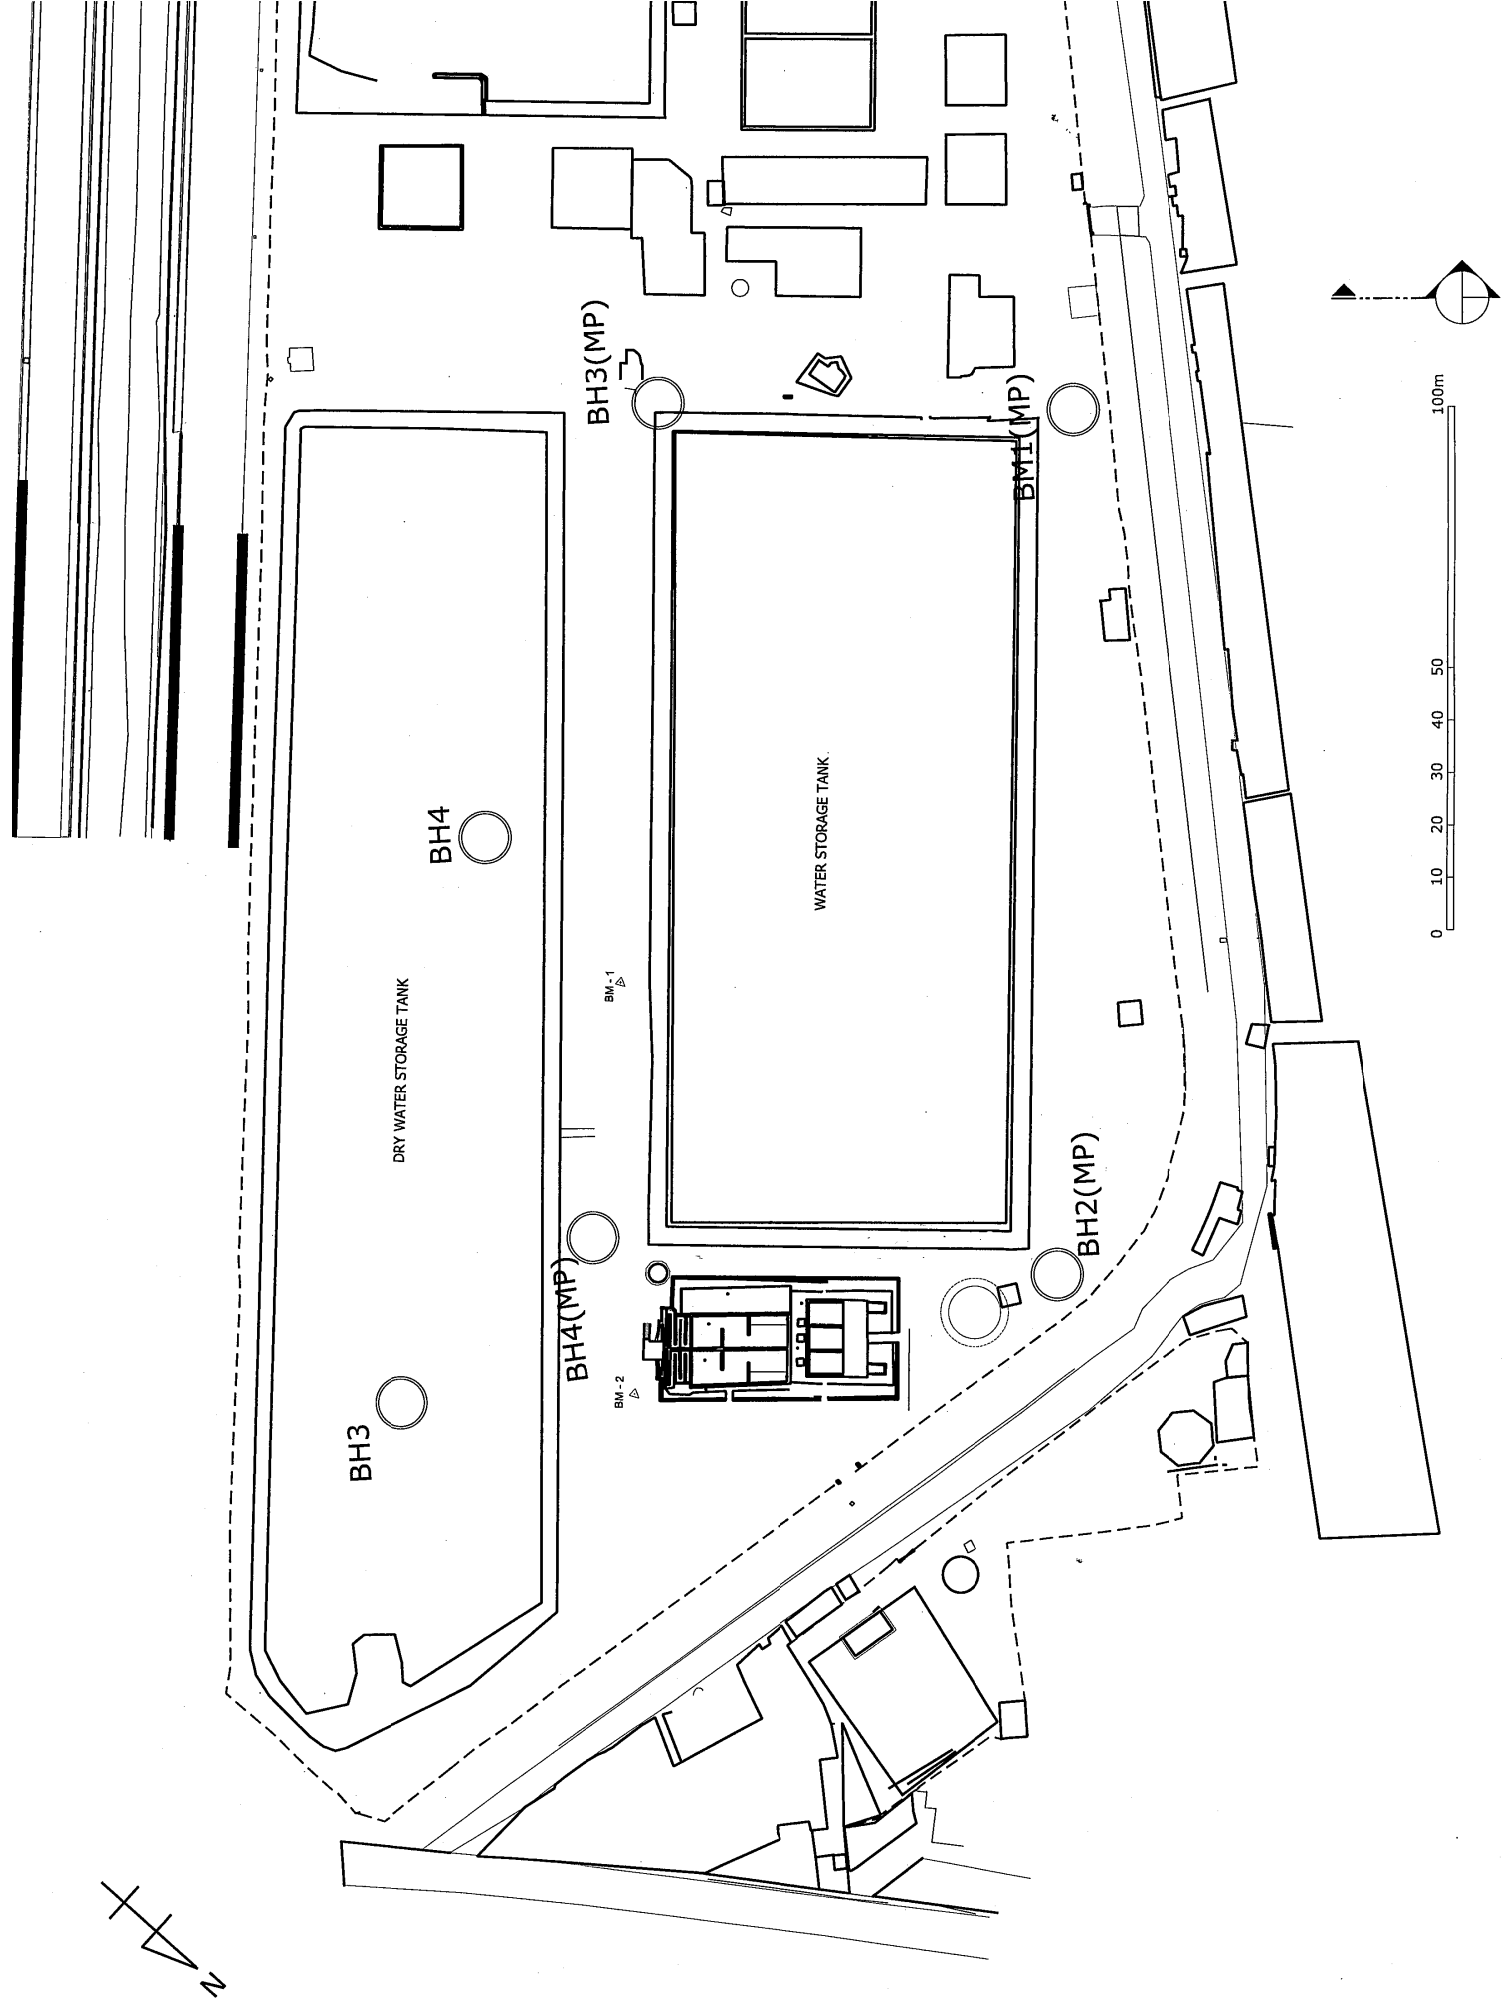 BH3(MP)
BM1(MP)
100m
50
40
30
20
10
0
BH4
WATER STORAGE TANK
BM - 1
DRY WATER STORAGE TANK
BH2(MP)
BH4(MP)
BM - 2
BH3
N